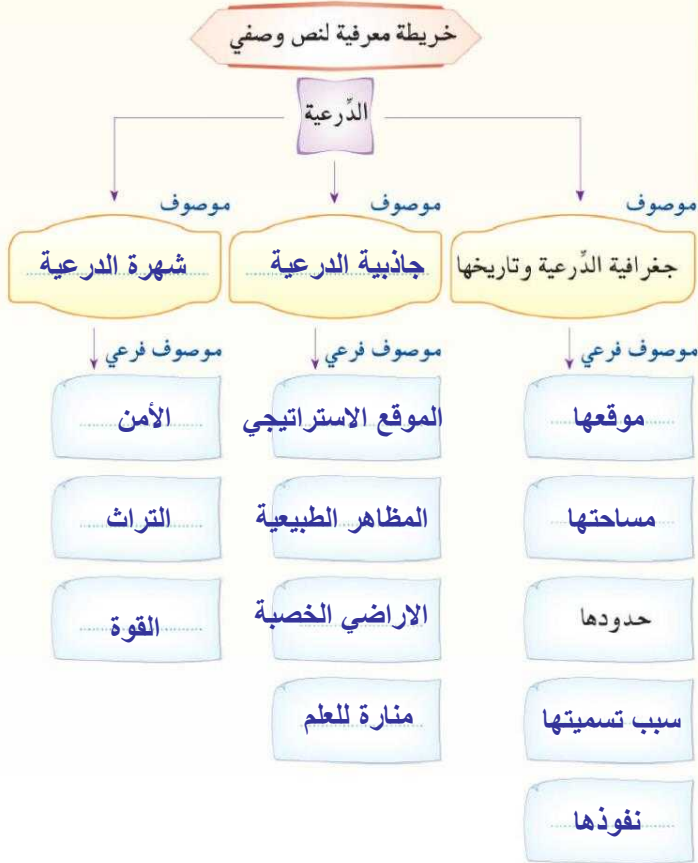 خريطة معرفية لنص وصفي
الدِّرعية
موصوف
موصوف
موصوف
جغرافية الدِّرعية وتاريخها
جاذبية الدرعية
شهرة الدرعية
موصوف فرعي
موصوف فرعي
موصوف فرعي
موقعها
الموقع الاستراتيجي
الأمن
مساحتها
المظاهر الطبيعية
التراث
حدودها
الاراضي الخصبة
القوة
سبب تسميتها
منارة للعلم
نفوذها